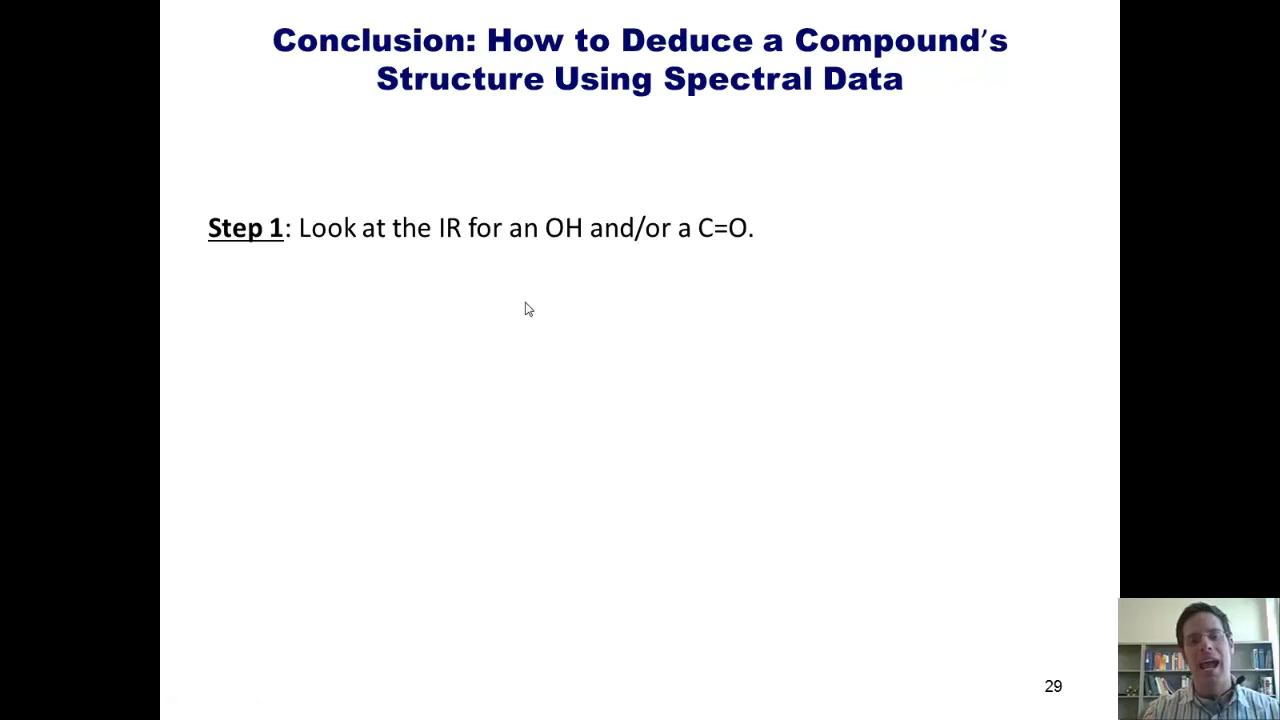 Conclusion: How to Deduce a Compound′s
Structure Using Spectral Data
Step 1: Look at the IR for an OH and/or a C=O.
29